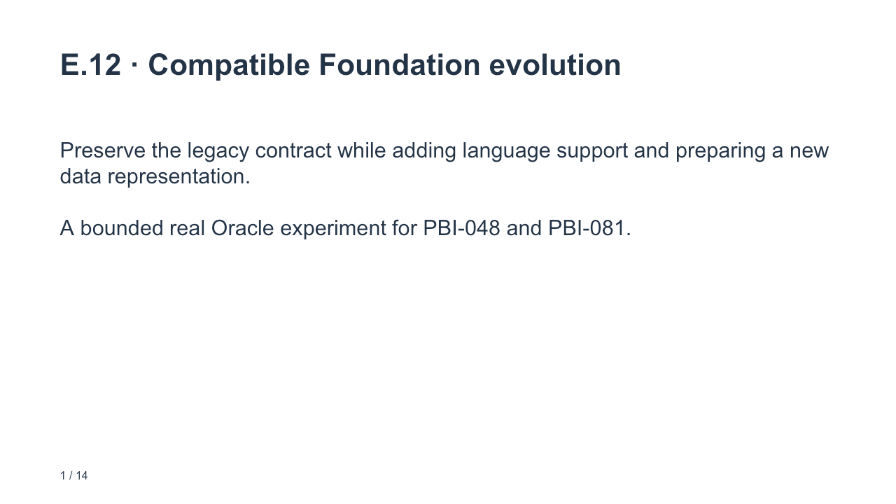 E.12 · Compatible Foundation evolution
Preserve the legacy contract while adding language support and preparing a new
data representation.
A bounded real Oracle experiment for PBI-048 and PBI-081.
1 / 14